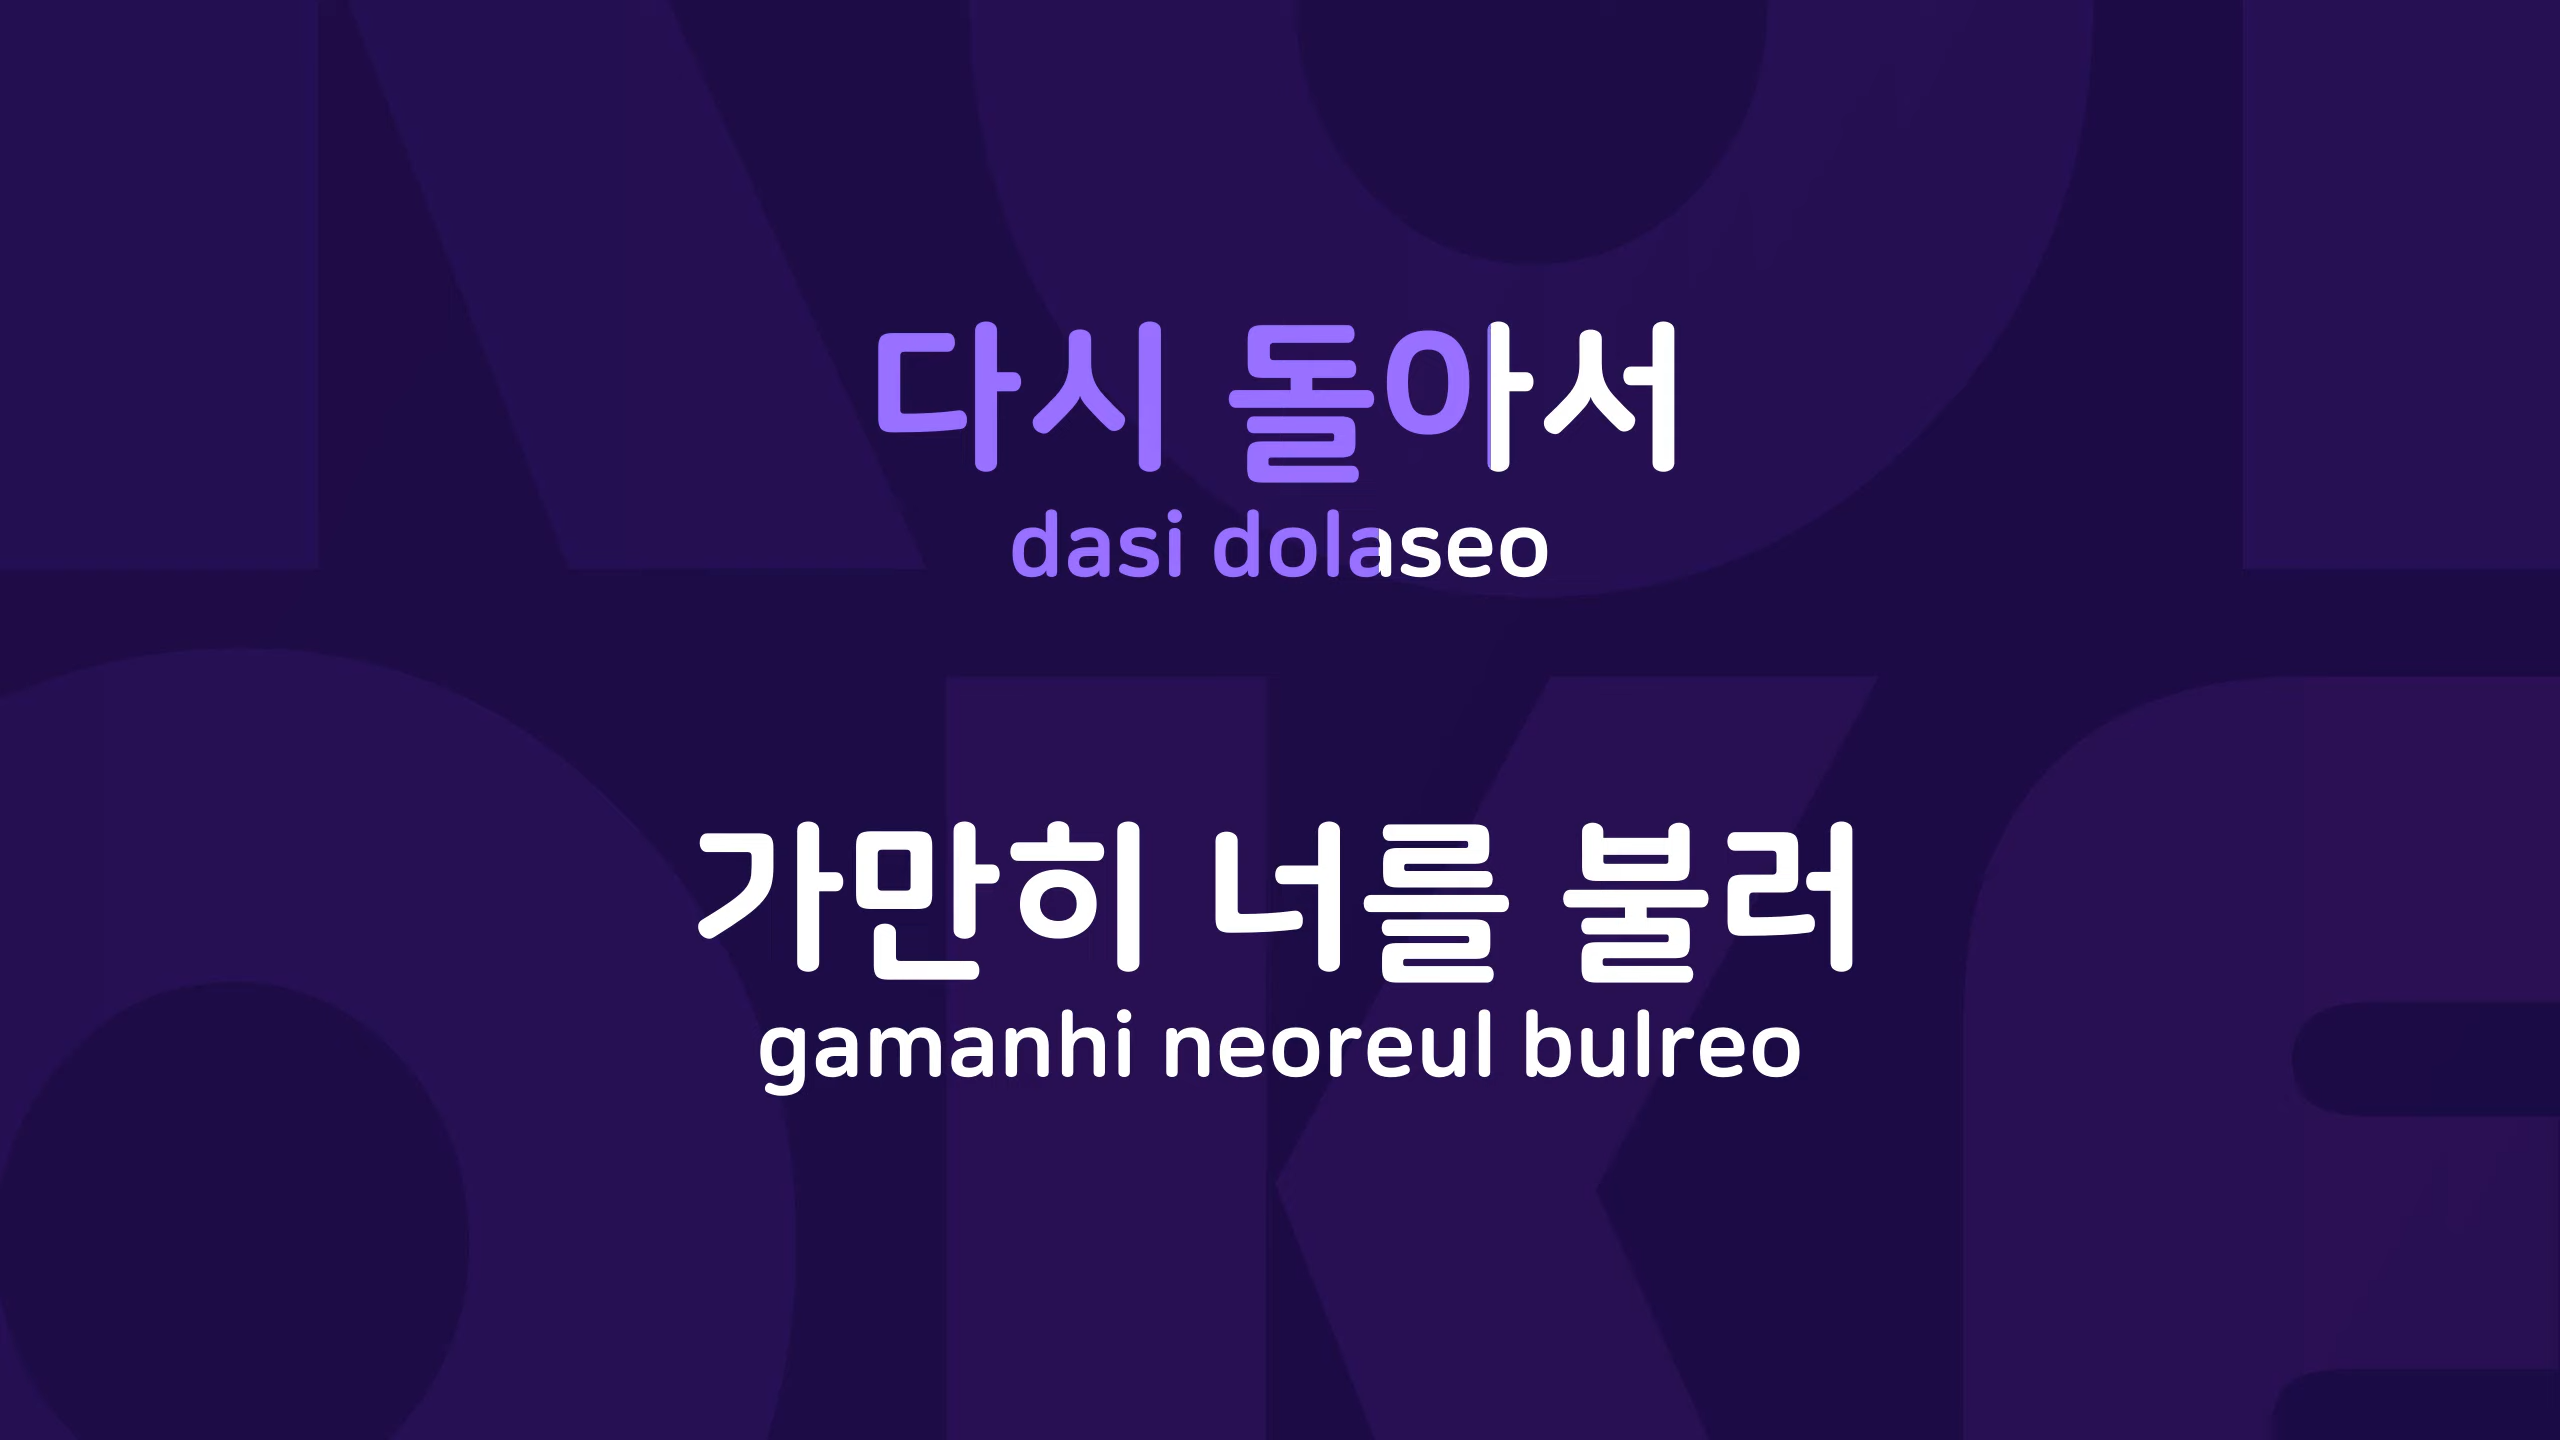 다시 돌아서
dasi dolaseo
가만히 너를 불러
gamanhi neoreul bulreo